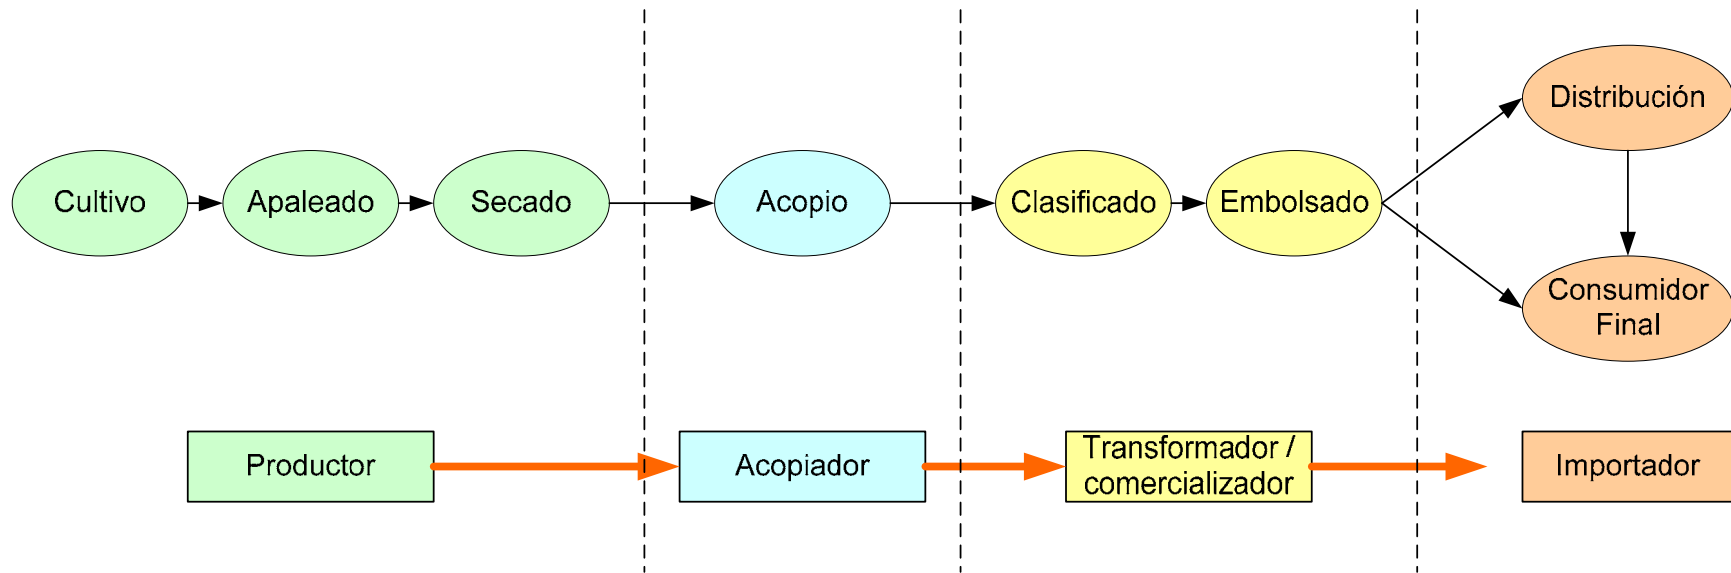 Distribución
Cultivo
Apaleado
Secado
Acopio
Clasificado
Embolsado
Consumidor
Final
Productor
Acopiador
Transformador /
comercializador
Importador